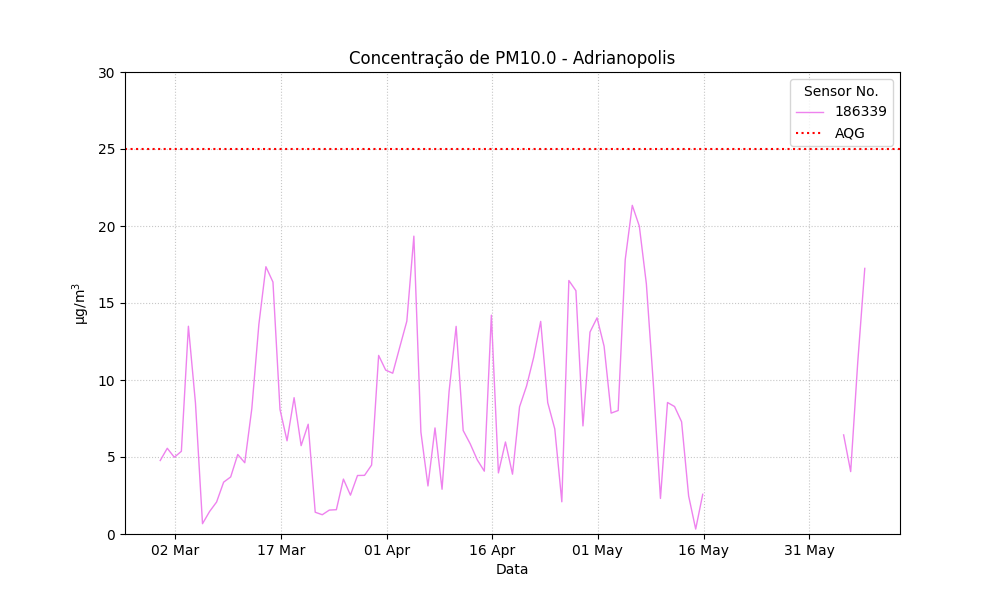 Concentração de PM10.0 - Adrianopolis
30
25
20
15
10
5
0
µg/m³
Sensor No.
186339
AQG
02 Mar
17 Mar
01 Apr
16 Apr
01 May
16 May
31 May
Data